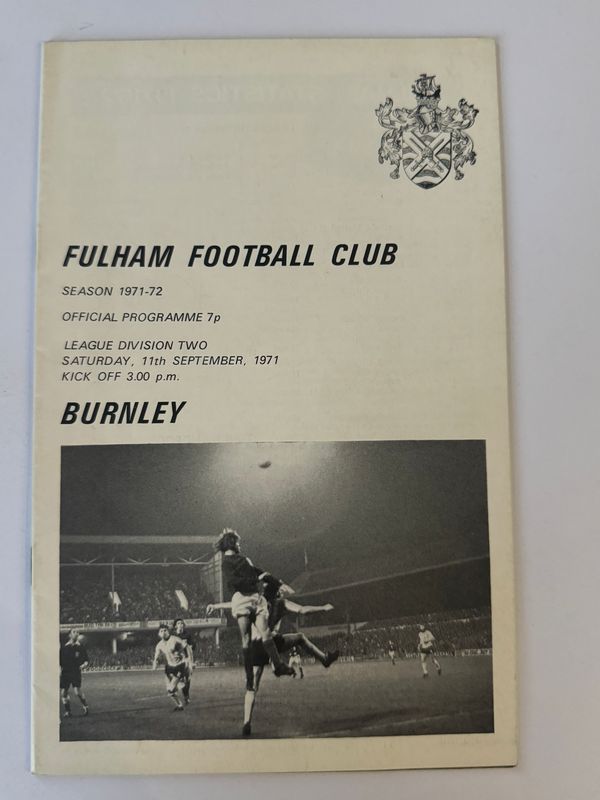 FULHAM FOOTBALL CLUB
SEASON 1971-72
OFFICIAL PROGRAMME 7p
LEAGUE DIVISION TWO
SATURDAY, 11th SEPTEMBER, 1971
KICK OFF 3.00 p.m.
BURNLEY